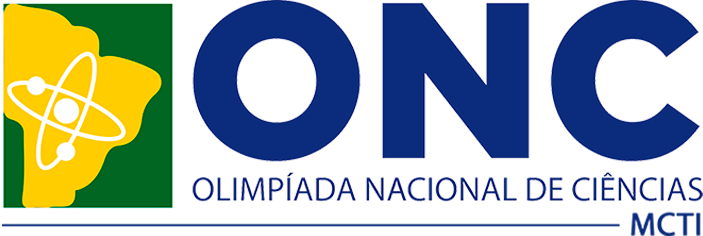 ONC
OLIMPÍADA NACIONAL DE CIÊNCIAS
MCTI